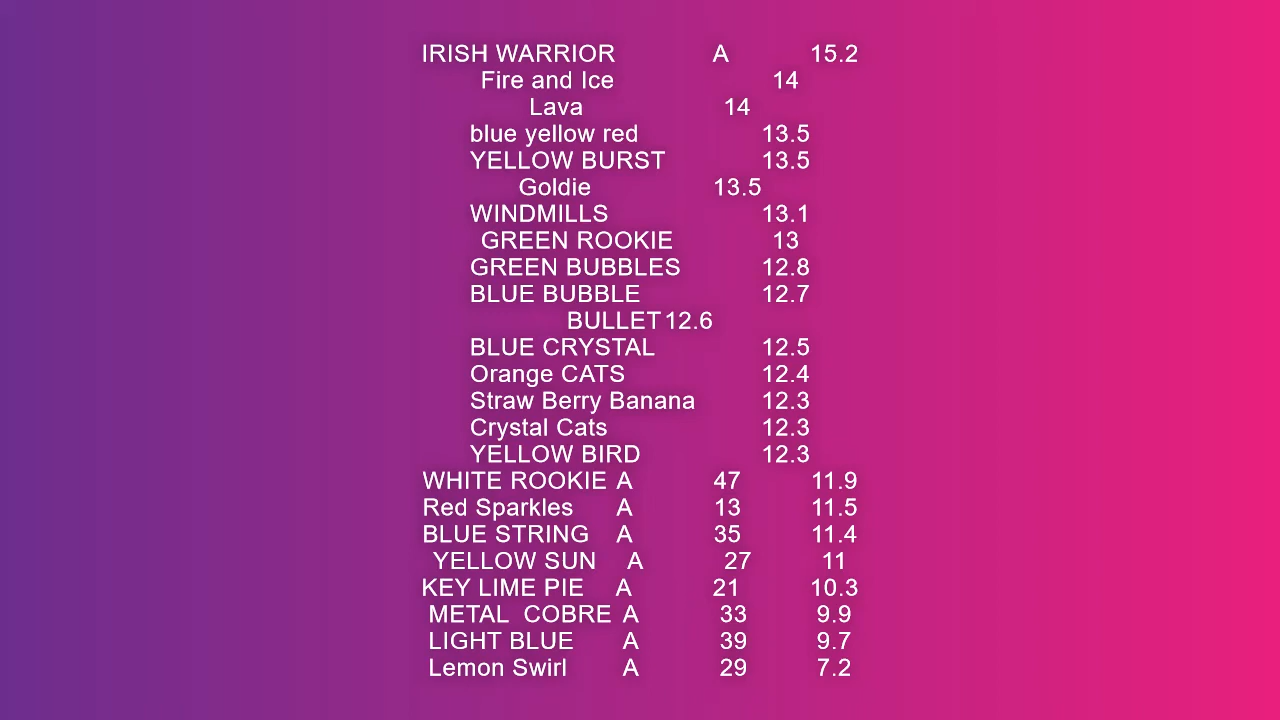 IRISH WARRIOR A 15.2
Fire and Ice 14
Lava 14
blue yellow red 13.5
YELLOW BURST 13.5
Goldie 13.5
WINDMILLS 13.1
GREEN ROOKIE 13
GREEN BUBBLES 12.8
BLUE BUBBLE 12.7
BULLET 12.6
BLUE CRYSTAL 12.5
Orange CATS 12.4
Straw Berry Banana 12.3
Crystal Cats 12.3
YELLOW BIRD 12.3
WHITE ROOKIE A 47 11.9
Red Sparkles A 13 11.5
BLUE STRING A 35 11.4
YELLOW SUN A 27 11
KEY LIME PIE A 21 10.3
METAL COBRE A 33 9.9
LIGHT BLUE A 39 9.7
Lemon Swirl A 29 7.2